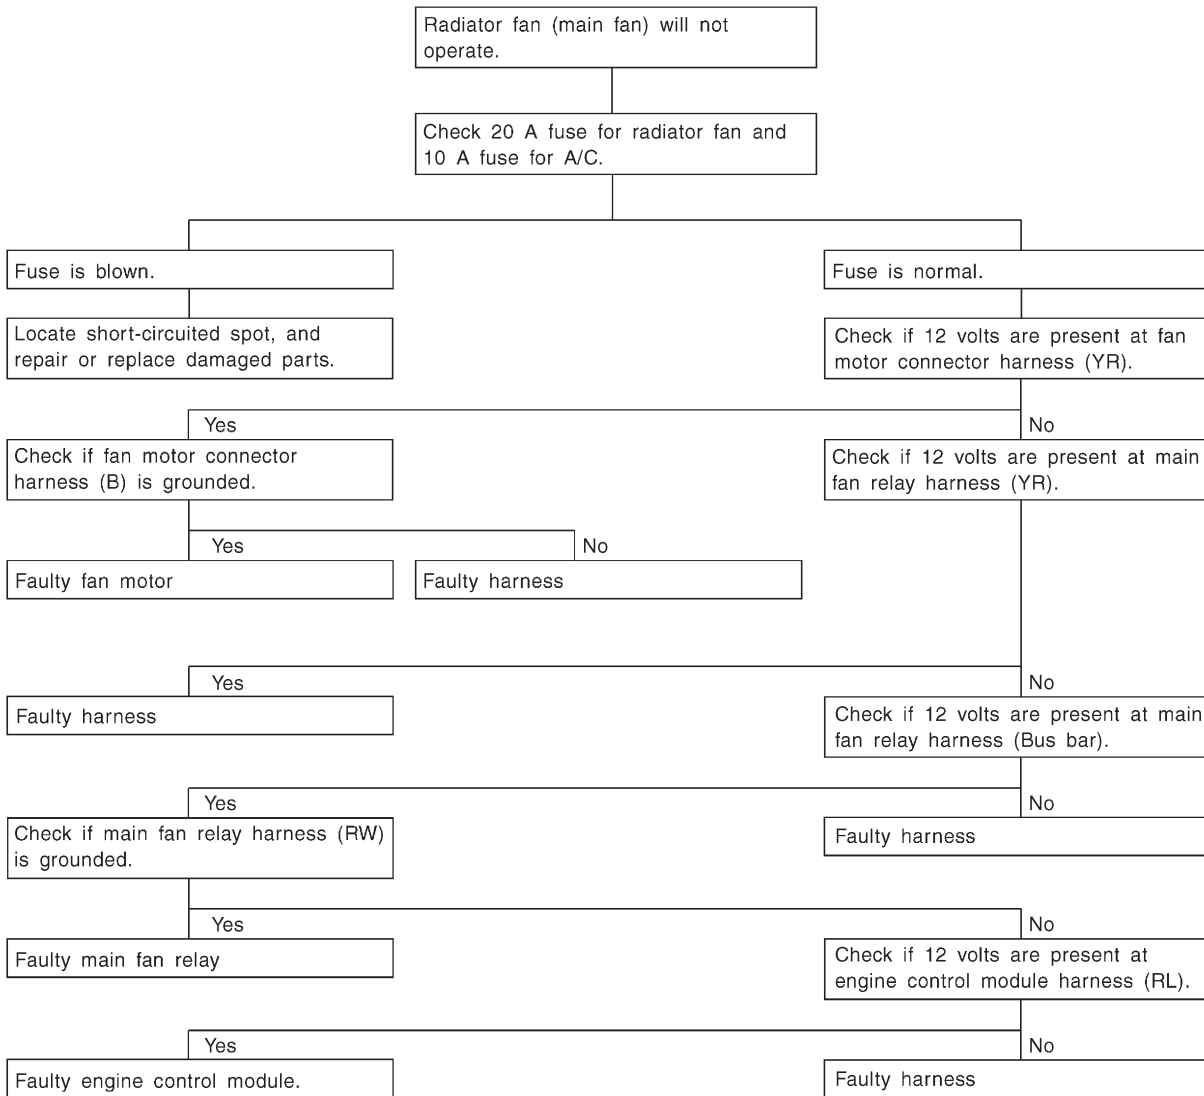 Radiator fan (main fan) will not
operate.
Check 20 A fuse for radiator fan and
10 A fuse for A/C.
Fuse is blown.
Fuse is normal.
Locate short-circuited spot, and
repair or replace damaged parts.
Check if 12 volts are present at fan
motor connector harness (YR).
Yes
No
Check if fan motor connector
harness (B) is grounded.
Check if 12 volts are present at main
fan relay harness (YR).
Yes
No
Faulty fan motor
Faulty harness
Yes
No
Faulty harness
Check if 12 volts are present at main
fan relay harness (Bus bar).
Yes
No
Check if main fan relay harness (RW)
is grounded.
Faulty harness
Yes
No
Faulty main fan relay
Check if 12 volts are present at
engine control module harness (RL).
Yes
No
Faulty engine control module.
Faulty harness